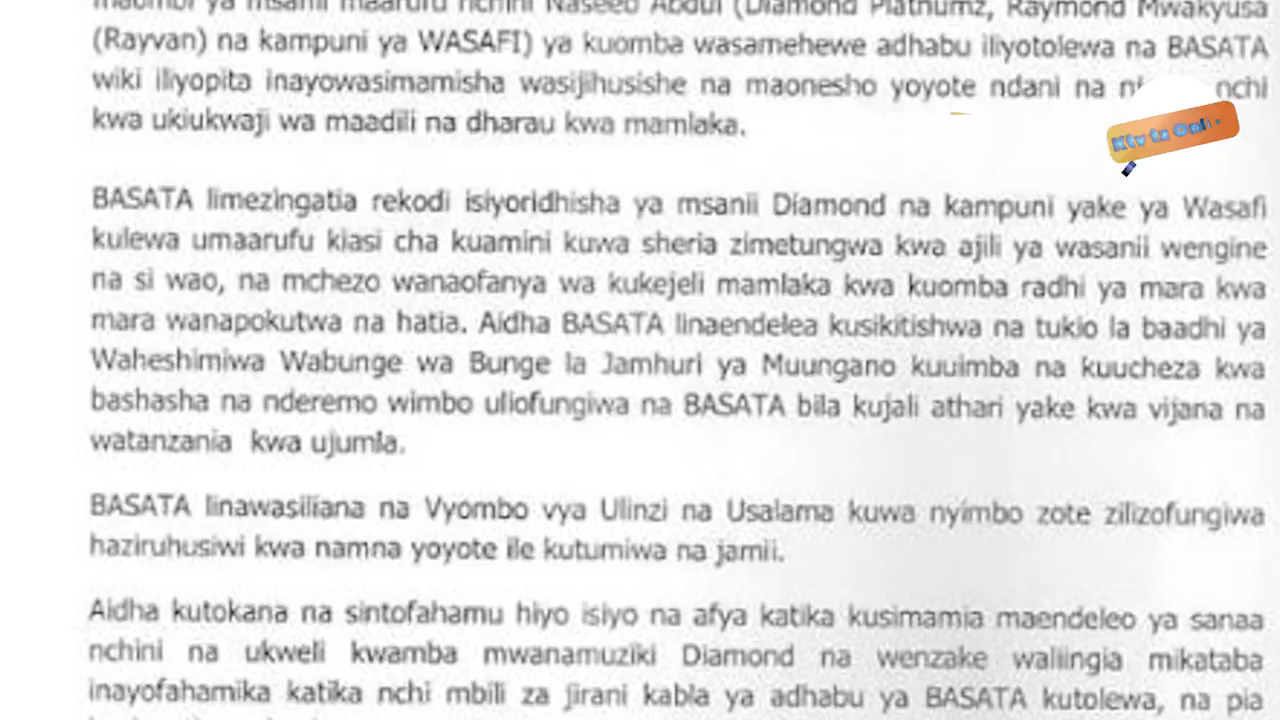 maombi ya msanii maarufu nchini Naseeb Abdul (Diamond Platnumz, Raymond Mwakyusa
(Rayvan) na kampuni ya WASAFI) ya kuomba wasamehewe adhabu iliyotolewa na BASATA
wiki iliyopita inayowasimamisha wasijihusishe na maonesho yoyote ndani na nchi
kwa ukiukwaji wa maadili na dharau kwa mamlaka.
Ktv tz Onli
BASATA limezingatia rekodi isiyoridhisha ya msanii Diamond na kampuni yake ya Wasafi
kulewa umaarufu kiasi cha kuamini kuwa sheria zimetungwa kwa ajili ya wasanii wengine
na si wao, na mchezo wanaofanya wa kukejeli mamlaka kwa kuomba radhi ya mara kwa
mara wanapokutwa na hatia. Aidha BASATA linaendelea kusikitishwa na tukio la baadhi ya
Waheshimiwa Wabunge wa Bunge la Jamhuri ya Muungano kuuimba na kuucheza kwa
bashasha na nderemo wimbo uliofungiwa na BASATA bila kujali athari yake kwa vijana na
watanzania kwa ujumla.
BASATA linawasiliana na Vyombo vya Ulinzi na Usalama kuwa nyimbo zote zilizofungiwa
haziruhusiwi kwa namna yoyote ile kutumiwa na jamii.
Aidha kutokana na sintofahamu hiyo isiyo na afya katika kusimamia maendeleo ya sanaa
nchini na ukweli kwamba mwanamuziki Diamond na wenzake waliingia mikataba
inayofahamika katika nchi mbili za jirani kabla ya adhabu ya BASATA kutolewa, na pia